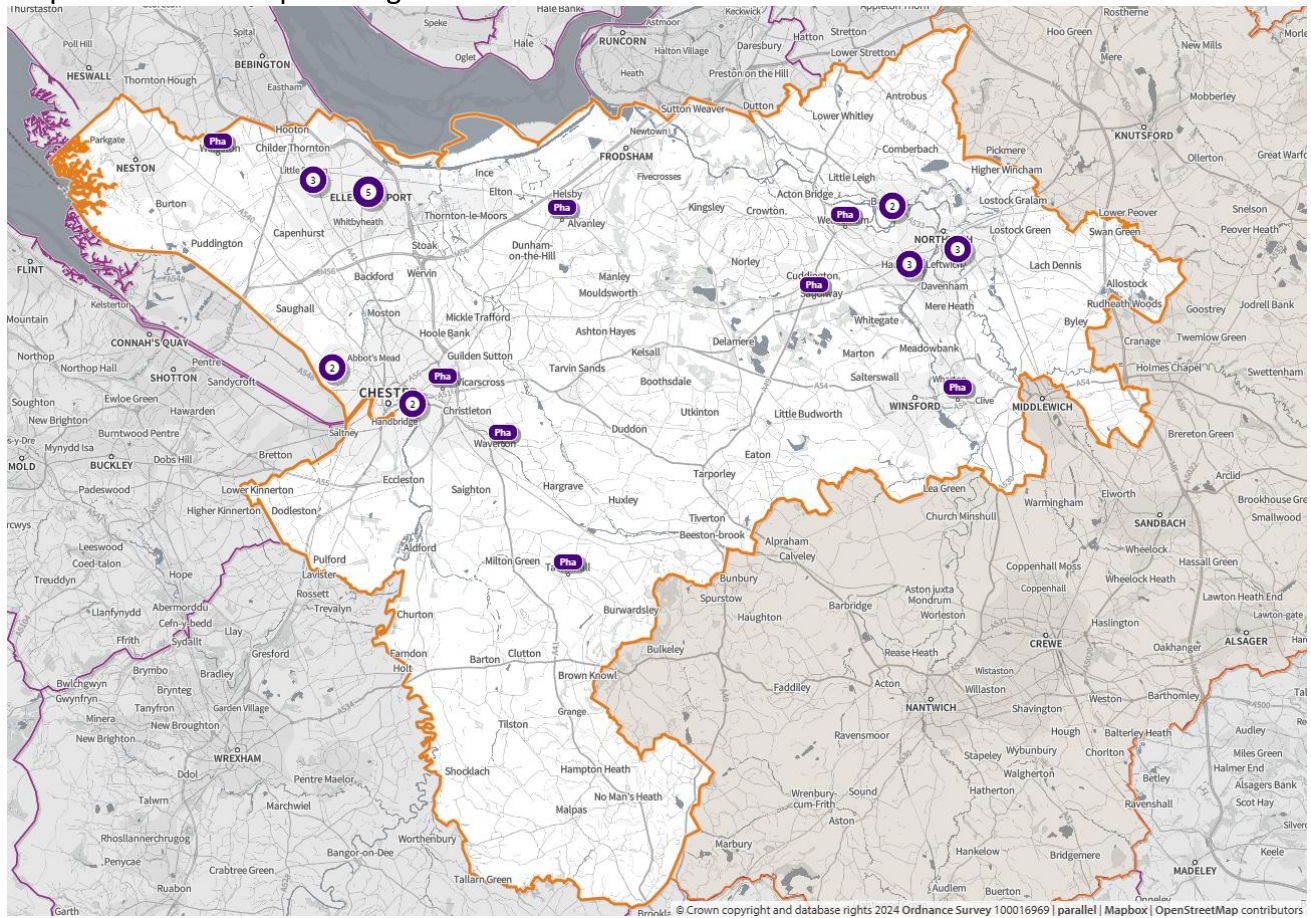 Thurstaston
Spital
Speke
Hale Bank
Appleton Thorn
Rostherne
Poll Hill
BEBINGTON
Oglet
Hale
RUNCORN
Astmoor
Keckwick
Hatton
Stretton
Hoo Green
HESWALL
Thornton Hough
Eastham
Halton Village
Daresbury
Lower Stretton
Mere
New Mills
Heath
Preston on the Hill
Mobberley
Sutton Weaver
Dutton
Antrobus
Lower Whitley
Parkgate
Hooton
Newtown
KNUTSFORD
NESTON
Pha
Childer Thornton
FRODSHAM
Comberbach
Pickmere
Ollerton
Little
3
5
Ince
Fivecrosses
Little Leigh
Higher Wincham
Burton
Elton
Helsby
Acton Bridge
2
Lostock Gralam
Snelson
Whitbyheath
Thornton-le-Moors
Pha
Alvanley
Kingsley
Crowton
Pha
Lower Peover
Peover Heath
Puddington
Capenhurst
Stoak
Dunham-
on-the-Hill
Norley
3
3
Leftwich
Lostock Green
Swan Green
FLINT
Backford
Wervin
Manley
Cuddington
Lach Dennis
Kelsterton
Mouldsworth
Pha
Davenham
Allostock
Saughall
Moston
Mickle Trafford
Mere Heath
Rudheath Woods
Jodrell Bank
Mountain
Hoole Bank
Ashton Hayes
Whitegate
Byley
Goostrey
CONNAH'S QUAY
Delamere
Cranage
Twemlow Green
Northop
Pentre
Abbot's Mead
Guilden Sutton
Kelsall
Marton
Meadowbank
Holmes Chapel
Northop Hall
SHOTTON
2
Tarvin Sands
Swettenham
Sandycroft
Pha
Vicarscross
Boothsdale
Salterswall
Pha
Soughton
Ewloe Green
Hawarden
2
Christleton
Utkinton
Little Budworth
WINSFORD
Clive
MIDDLEWICH
New Brighton
Handbridge
Burntwood Pentre
Saltney
Pha
Waverton
Duddon
Brereton Green
Mynydd Isa
Bretton
Eaton
MOLD
BUCKLEY
Dobs Hill
Tarporley
Arclid
Padeswood
Lower Kinnerton
Eccleston
Saighton
Hargrave
Huxley
Lea Green
Warmingham
Elworth
Higher Kinnerton
Dodleston
Tiverton
Church Minshull
SANDBACH
Smallwood
Leeswood
Beeston-brook
Alpraham
Wheelock
Coed-talon
Hope
Pulford
Aldford
Milton Green
Pha
Calveley
Coppenhall Moss
Hassall Green
Treuddyn
Lavister
Bunbury
Wheelock Heath
Abermorddu
Rossett
Spurstow
Aston juxta
Mondrum
Coppenhall
Lawton Heath End
Llanfynydd
Cefn-y-bedd
Trevalyn
Churton
Burwardsley
Haughton
Barbridge
Worleston
Haslington
Ffrith
Sydallt
Llay
ALSAGER
Gresford
Farndon
Clutton
Bulkeley
Rease Heath
CREWE
Oakhanger
Brymbo
Bradley
Holt
Barton
Wistaston
Bwlchgwyn
Brynteg
Brown Knowl
Faddiley
Acton
Willaston
Weston
Barthomley
Gwynfryn
Tanyfron
Garden Village
NANTWICH
Shavington
Minera
New Broughton
Grange
Hough
Balterley Heath
Audley
New Brighton
Tilston
Ravensmoor
Wybunbury
Chorlton
Miles Green
WREXHAM
Stapeley
Halmer End
Ddol
Pentre Maelor
Shocklach
Hampton Heath
Walgherton
Betley
Alsagers Bank
Talwrn
Marchwiel
No Man's Heath
Wrenbury-
cum-Frith
Sound
Hatherton
Ravenshall
Scot Hay
Malpas
Aston
Rhosllannerchrugog
Worthenbury
Penycae
Bangor-on-Dee
Marbury
Hankelow
Bridgemere
Keele
Crabtree Green
Tallarn Green
MADELEY
Ruabon
Audlem
Buerton
Garth
© Crown copyright and database rights 2024 Ordnance Survey 100016969 | parallel | Mapbox | OpenStreetMap contributors